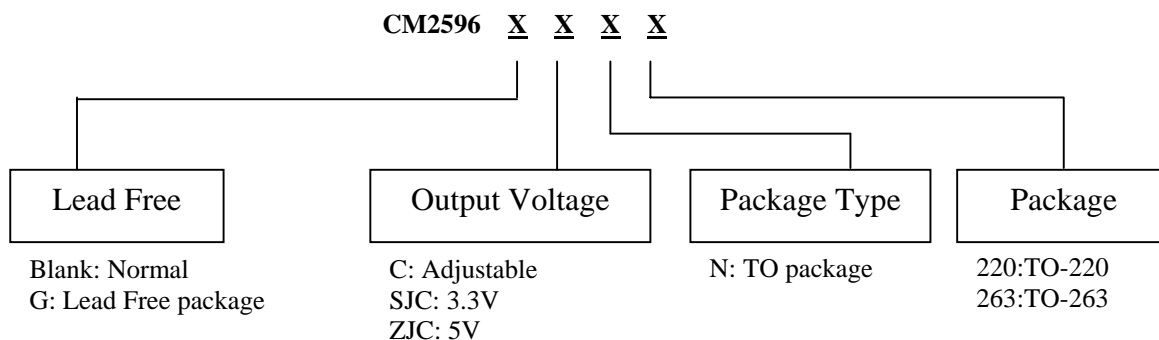 CM2596 X X X X
Lead Free
Blank: Normal
G: Lead Free package
Output Voltage
C: Adjustable
SJC: 3.3V
ZJC: 5V
Package Type
N: TO package
Package
220:TO-220
263:TO-263